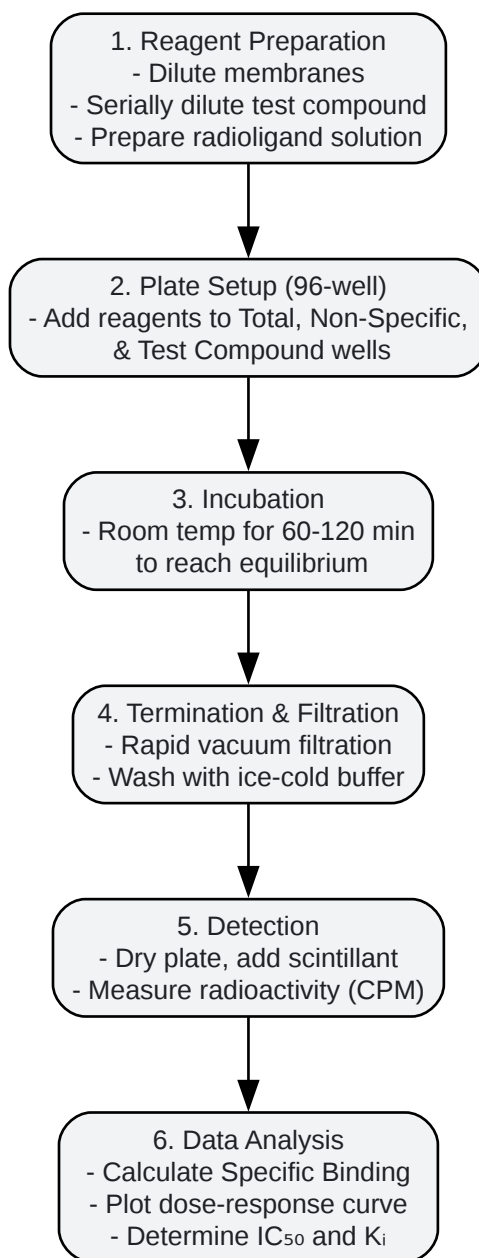 1. Reagent Preparation
- Dilute membranes
- Serially dilute test compound
- Prepare radioligand solution
2. Plate Setup (96-well)
- Add reagents to Total, Non-Specific,
& Test Compound wells
3. Incubation
- Room temp for 60-120 min
to reach equilibrium
4. Termination & Filtration
- Rapid vacuum filtration
- Wash with ice-cold buffer
5. Detection
- Dry plate, add scintillant
- Measure radioactivity (CPM)
6. Data Analysis
- Calculate Specific Binding
- Plot dose-response curve
- Determine IC₅₀ and Kᵢ